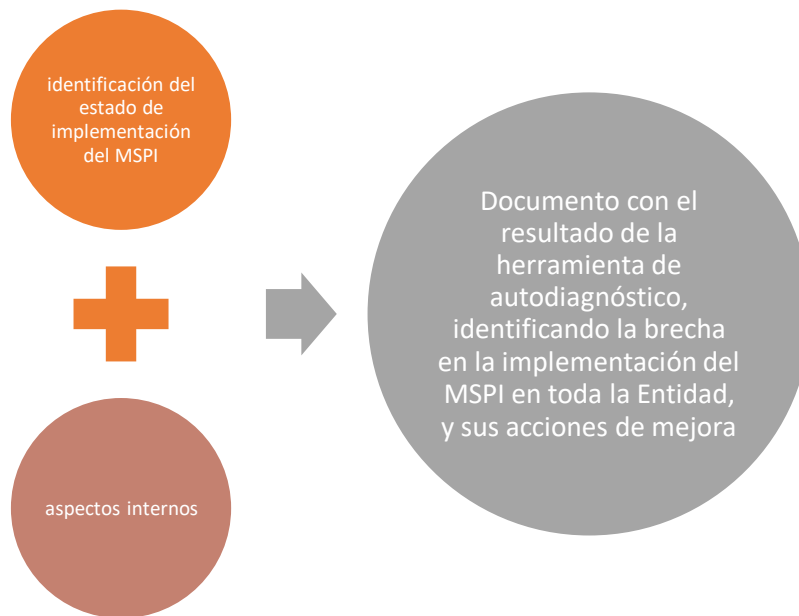 identificación del
estado de
implementación
del MSPI
aspectos internos
Documento con el
resultado de la
herramienta de
autodiagnóstico,
identificando la brecha
en la implementación del
MSPI en toda la Entidad,
y sus acciones de mejora